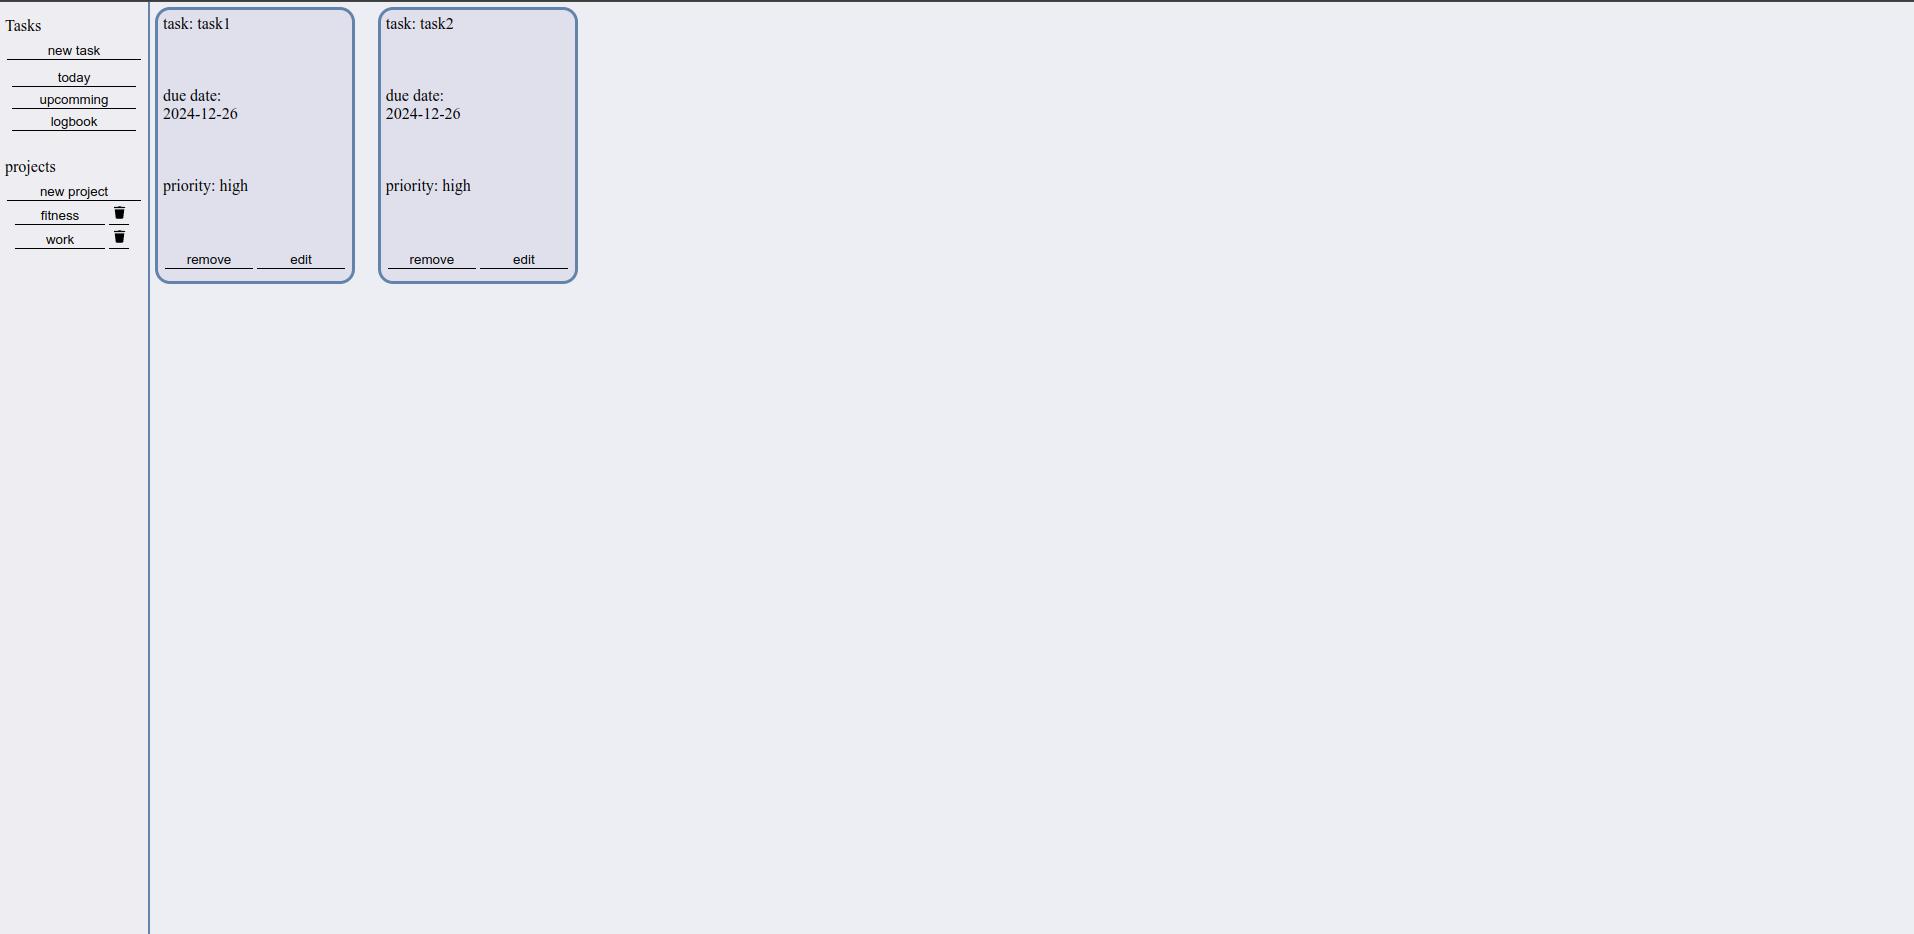 Tasks
new task
today
upcomming
logbook
projects
new project
fitness
work
task: task1
due date:
2024-12-26
priority: high
remove edit
task: task2
due date:
2024-12-26
priority: high
remove edit